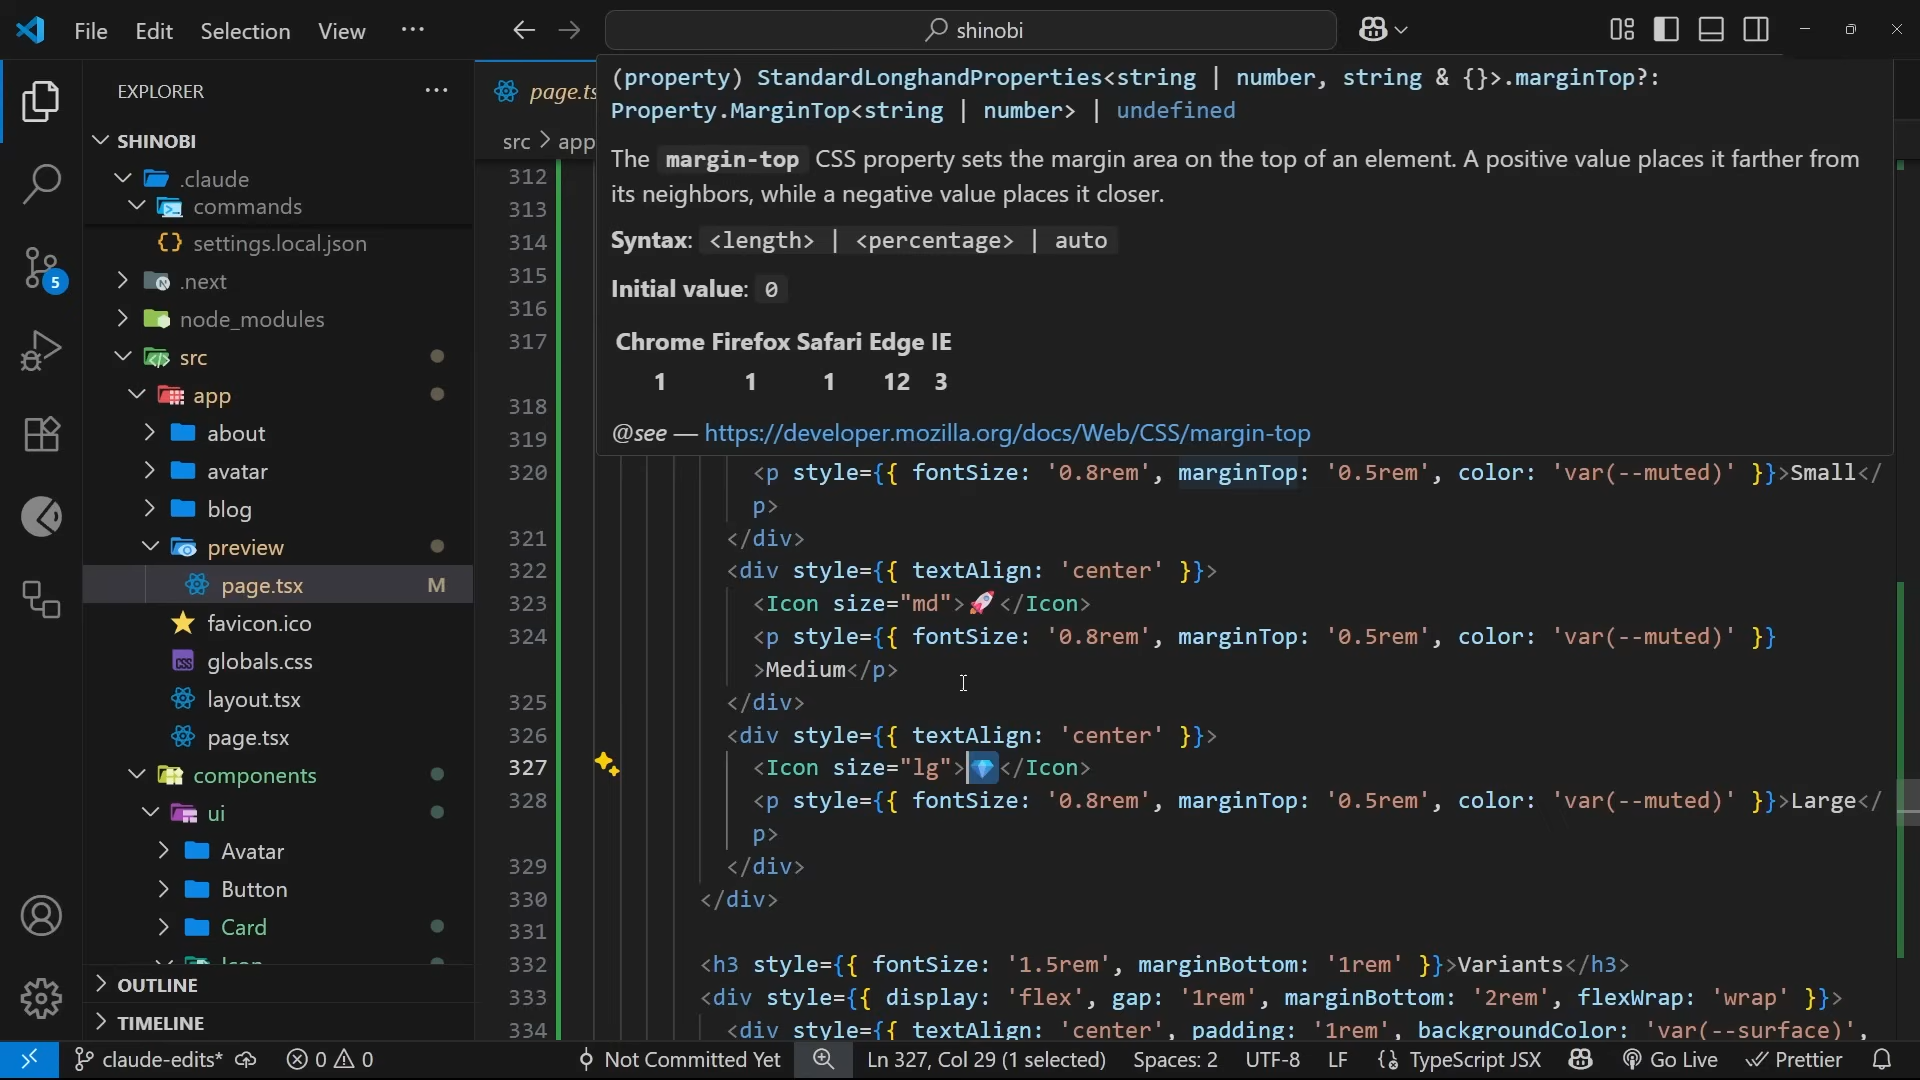 File Edit Selection View ··· shinobi
EXPLORER ···
SHINOBI
.claude
commands
settings.local.json
.next
node_modules
src
app
about
avatar
blog
preview
page.tsx M
favicon.ico
globals.css
layout.tsx
page.tsx
components
ui
Avatar
Button
Card
Icon
OUTLINE
TIMELINE
page.ts
src > app
(property) StandardLonghandProperties<string | number, string & {}>.marginTop?:
Property.MarginTop<string | number> | undefined
The margin-top CSS property sets the margin area on the top of an element. A positive value places it farther from
its neighbors, while a negative value places it closer.
Syntax: <length> | <percentage> | auto
Initial value: 0
Chrome Firefox Safari Edge IE
1 1 1 12 3
@see — https://developer.mozilla.org/docs/Web/CSS/margin-top
312
313
314
315
316
317
318
319
320 <p style={{ fontSize: '0.8rem', marginTop: '0.5rem', color: 'var(--muted)' }}>Small</
p>
321 </div>
322 <div style={{ textAlign: 'center' }}>
323 <Icon size="md">🚀</Icon>
324 <p style={{ fontSize: '0.8rem', marginTop: '0.5rem', color: 'var(--muted)' }}
>Medium</p>
325 </div>
326 <div style={{ textAlign: 'center' }}>
327 <Icon size="lg">💎</Icon>
328 <p style={{ fontSize: '0.8rem', marginTop: '0.5rem', color: 'var(--muted)' }}>Large</
p>
329 </div>
330 </div>
331
332 <h3 style={{ fontSize: '1.5rem', marginBottom: '1rem' }}>Variants</h3>
333 <div style={{ display: 'flex', gap: '1rem', marginBottom: '2rem', flexWrap: 'wrap' }}>
334 <div style={{ textAlign: 'center', padding: '1rem', backgroundColor: 'var(--surface)',
5
claude-edits* 0 0 Not Committed Yet Ln 327, Col 29 (1 selected) Spaces: 2 UTF-8 LF {} TypeScript JSX Go Live Prettier